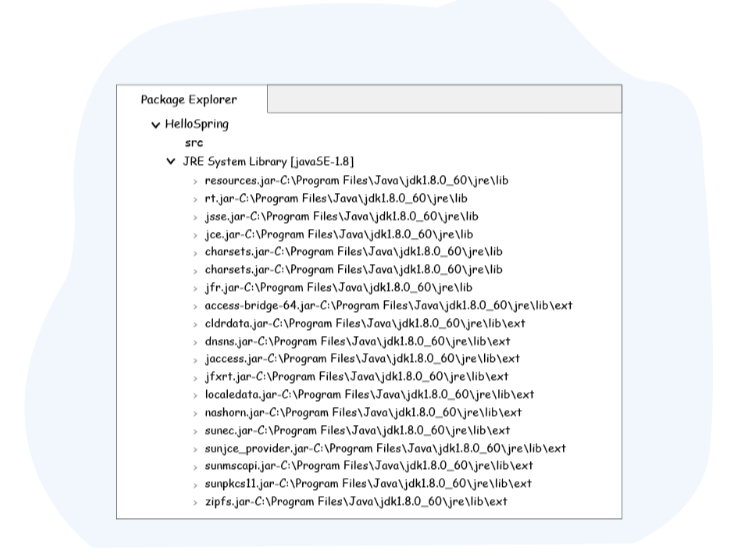 Package Explorer
HelloSpring
src
JRE System Library [javaSE-1.8]
resources.jar-C:\Program Files\Java\jdk1.8.0_60\jre\lib
rt.jar-C:\Program Files\Java\jdk1.8.0_60\jre\lib
jsse.jar-C:\Program Files\Java\jdk1.8.0_60\jre\lib
jce.jar-C:\Program Files\Java\jdk1.8.0_60\jre\lib
charsets.jar-C:\Program Files\Java\jdk1.8.0_60\jre\lib
charsets.jar-C:\Program Files\Java\jdk1.8.0_60\jre\lib
jfr.jar-C:\Program Files\Java\jdk1.8.0_60\jre\lib
access-bridge-64.jar-C:\Program Files\Java\jdk1.8.0_60\jre\lib\ext
cldrdata.jar-C:\Program Files\Java\jdk1.8.0_60\jre\lib\ext
dnsns.jar-C:\Program Files\Java\jdk1.8.0_60\jre\lib\ext
jaccess.jar-C:\Program Files\Java\jdk1.8.0_60\jre\lib\ext
jfxrt.jar-C:\Program Files\Java\jdk1.8.0_60\jre\lib\ext
localedata.jar-C:\Program Files\Java\jdk1.8.0_60\jre\lib\ext
nashorn.jar-C:\Program Files\Java\jdk1.8.0_60\jre\lib\ext
sunec.jar-C:\Program Files\Java\jdk1.8.0_60\jre\lib\ext
sunjce_provider.jar-C:\Program Files\Java\jdk1.8.0_60\jre\lib\ext
sunmscapi.jar-C:\Program Files\Java\jdk1.8.0_60\jre\lib\ext
sunpkcs11.jar-C:\Program Files\Java\jdk1.8.0_60\jre\lib\ext
zipfs.jar-C:\Program Files\Java\jdk1.8.0_60\jre\lib\ext